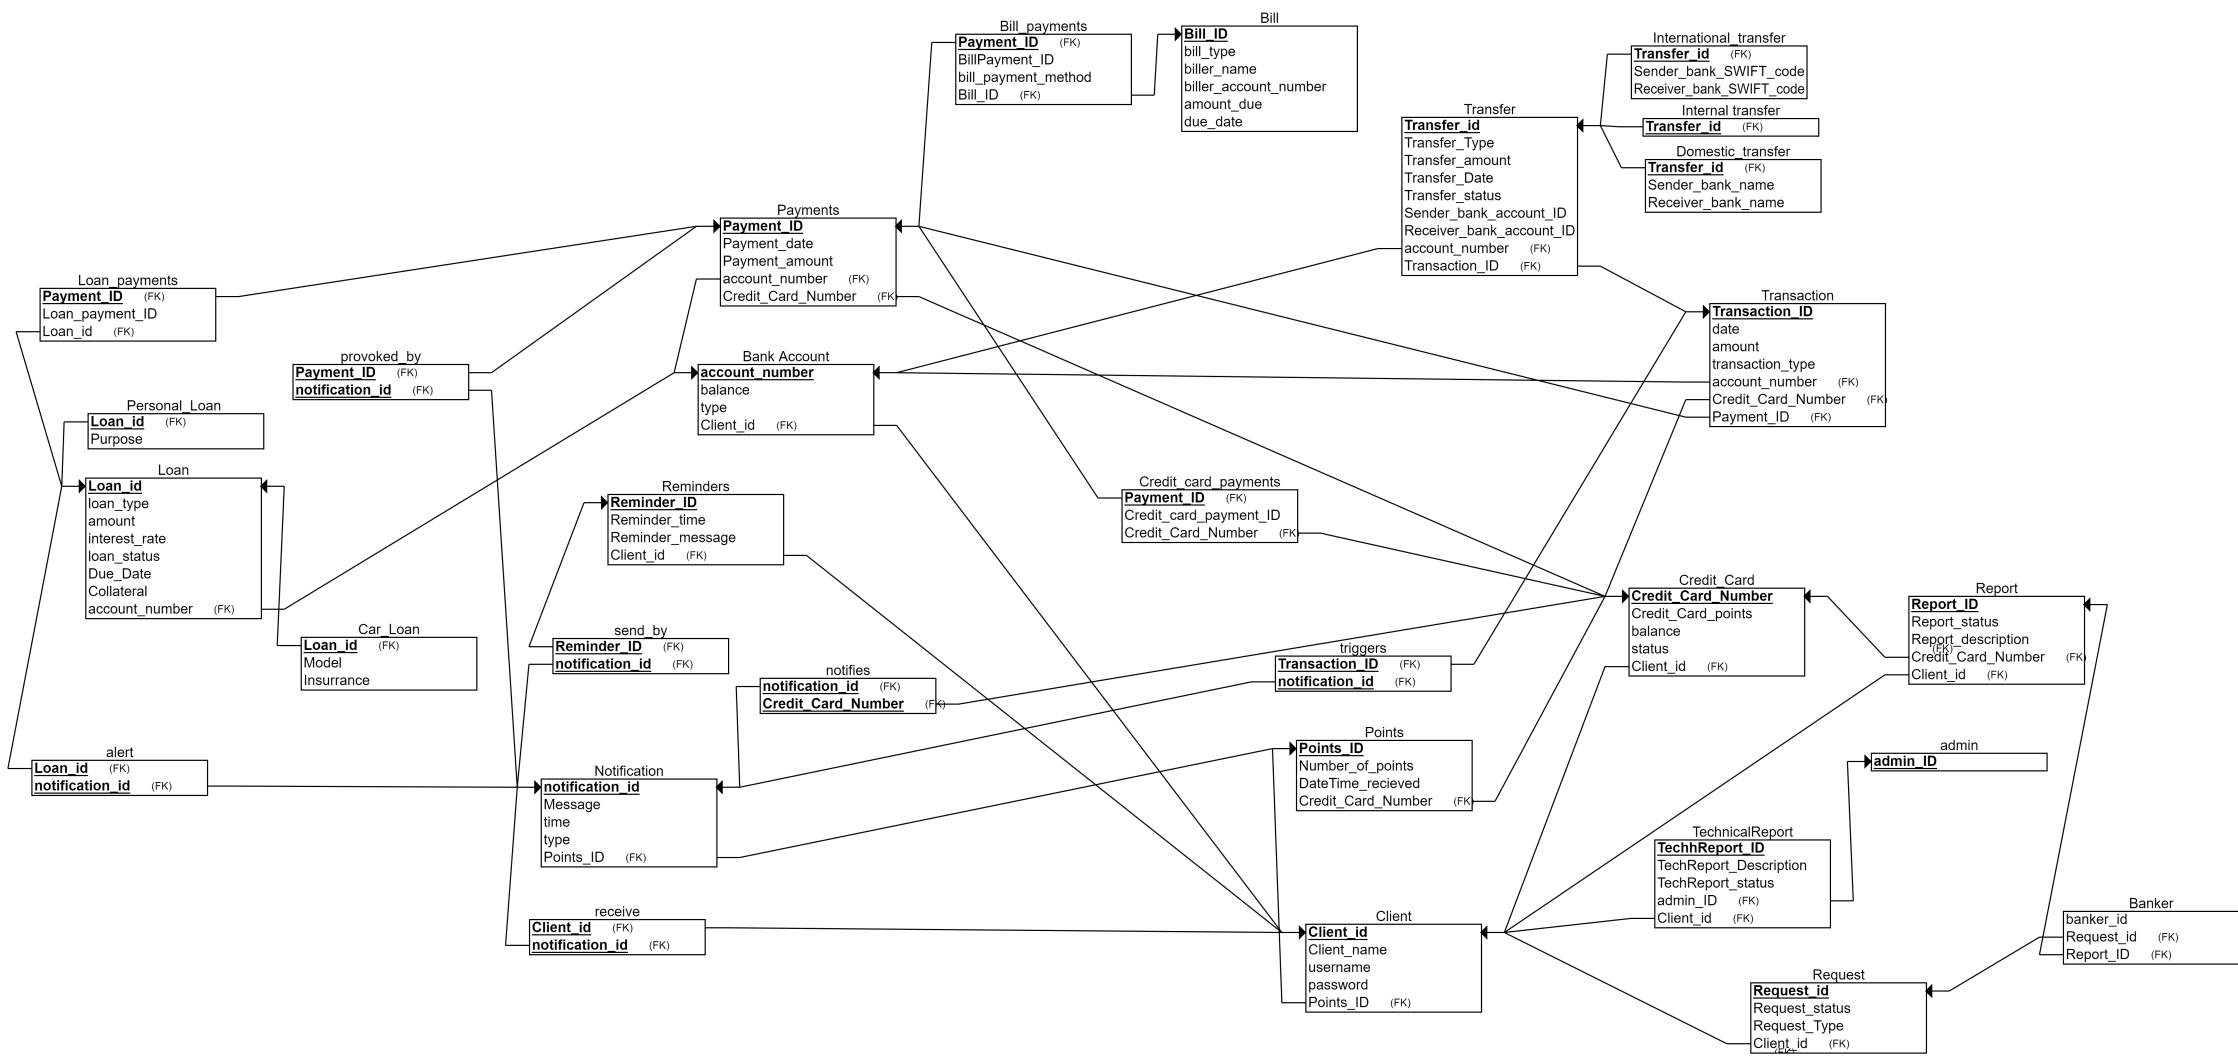 Bill_payments
Payment_ID (FK)
BillPayment_ID
bill_payment_method
Bill_ID (FK)
Bill
Bill_ID
bill_type
biller_name
biller_account_number
amount_due
due_date
International_transfer
Transfer_id (FK)
Sender_bank_SWIFT_code
Receiver_bank_SWIFT_code
Internal transfer
Transfer_id (FK)
Domestic_transfer
Transfer_id (FK)
Sender_bank_name
Receiver_bank_name
Transfer
Transfer_id
Transfer_Type
Transfer_amount
Transfer_Date
Transfer_status
Sender_bank_account_ID
Receiver_bank_account_ID
account_number (FK)
Transaction_ID (FK)
Payments
Payment_ID
Payment_date
Payment_amount
account_number (FK)
Credit_Card_Number (FK)
Loan_payments
Payment_ID (FK)
Loan_payment_ID
Loan_id (FK)
Transaction
Transaction_ID
date
amount
transaction_type
account_number (FK)
Credit_Card_Number (FK)
Payment_ID (FK)
provoked_by
Payment_ID (FK)
notification_id (FK)
Bank Account
account_number
balance
type
Client_id (FK)
Personal_Loan
Loan_id (FK)
Purpose
Loan
Loan_id
loan_type
amount
interest_rate
loan_status
Due_Date
Collateral
account_number (FK)
Reminders
Reminder_ID
Reminder_time
Reminder_message
Client_id (FK)
Credit_card_payments
Payment_ID (FK)
Credit_card_payment_ID
Credit_Card_Number (FK)
Credit_Card
Credit_Card_Number
Credit_Card_points
balance
status
Client_id (FK)
Report
Report_ID
Report_status
Report_description
(FK)
Credit_Card_Number (FK)
Client_id (FK)
Car_Loan
Loan_id (FK)
Model
Insurrance
send_by
Reminder_ID (FK)
notification_id (FK)
notifies
notification_id (FK)
Credit_Card_Number (FK)
triggers
Transaction_ID (FK)
notification_id (FK)
alert
Loan_id (FK)
notification_id (FK)
Notification
notification_id
Message
time
type
Points_ID (FK)
Points
Points_ID
Number_of_points
DateTime_recieved
Credit_Card_Number (FK)
admin
admin_ID
TechnicalReport
TechhReport_ID
TechReport_Description
TechReport_status
admin_ID (FK)
Client_id (FK)
receive
Client_id (FK)
notification_id (FK)
Client
Client_id
Client_name
username
password
Points_ID (FK)
Banker
banker_id
Request_id (FK)
Report_ID (FK)
Request
Request_id
Request_status
Request_Type
Client_id (FK)
(FK)